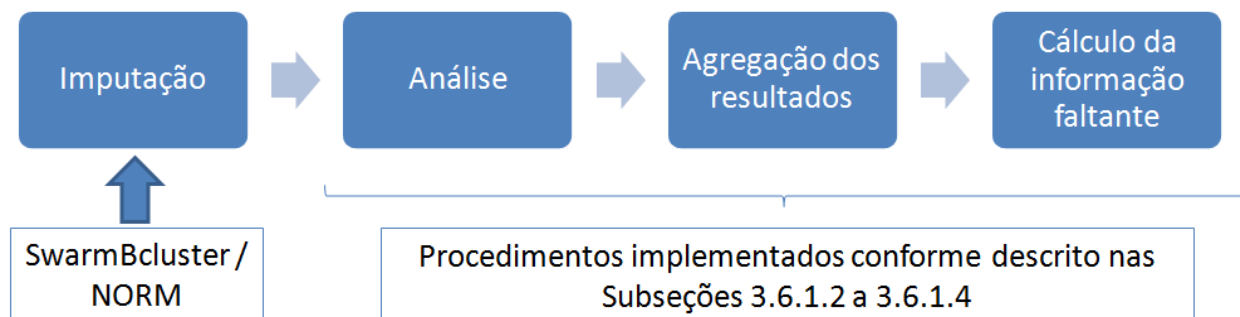 Imputação
Análise
Agregação dos
resultados
Cálculo da
informação
faltante
SwarmBcluster /
NORM
Procedimentos implementados conforme descrito nas
Subseções 3.6.1.2 a 3.6.1.4